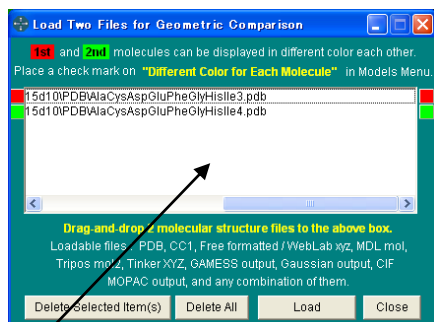 Load Two Files for Geometric Comparison
1st and 2nd molecules can be displayed in different color each other.
Place a check mark on "Different Color for Each Molecule" in Models Menu.
15d10\PDB\AlaCysAspGluPheGlyHisIle3.pdb
15d10\PDB\AlaCysAspGluPheGlyHisIle4.pdb
Drag-and-drop 2 molecular structure files to the above box.
Loadable files : PDB, CC1, Free formatted / WebLab xyz, MDL mol,
Tripos mol2, Tinker XYZ, GAMESS output, Gaussian output, CIF
MOPAC output, and any combination of them.
Delete Selected Item(s) Delete All Load Close